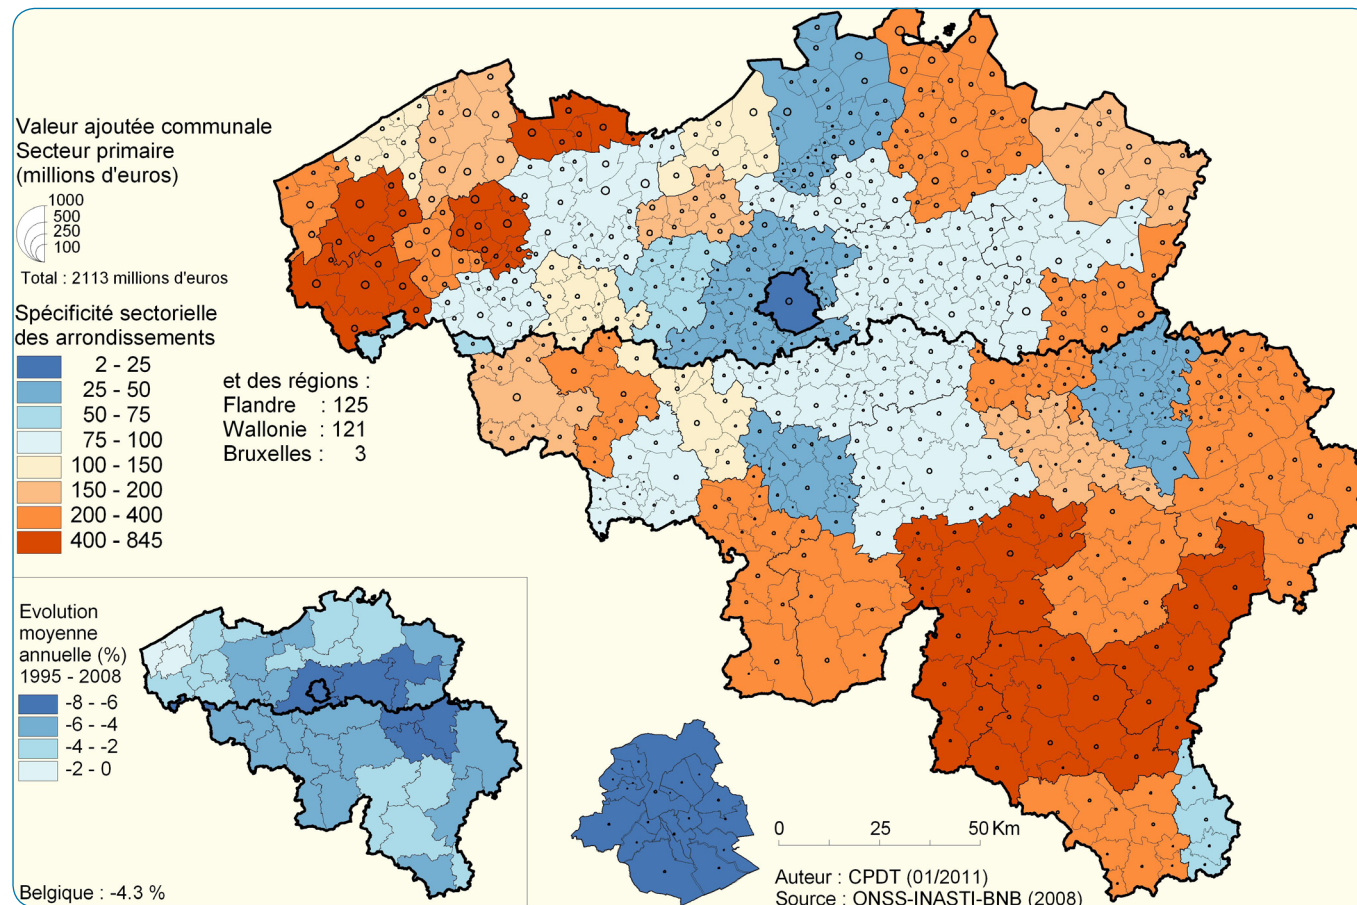 Valeur ajoutée communale
Secteur primaire
(millions d'euros)
1000
500
250
100
Total : 2113 millions d'euros
Spécificité sectorielle
des arrondissements
2 - 25
25 - 50
50 - 75
75 - 100
100 - 150
150 - 200
200 - 400
400 - 845
et des régions :
Flandre : 125
Wallonie : 121
Bruxelles : 3
Evolution
moyenne
annuelle (%)
1995 - 2008
-8 - -6
-6 - -4
-4 - -2
-2 - 0
Belgique : -4.3 %
0 25 50 Km
Auteur : CPDT (01/2011)
Source : ONSS-INASTI-BNB (2008)